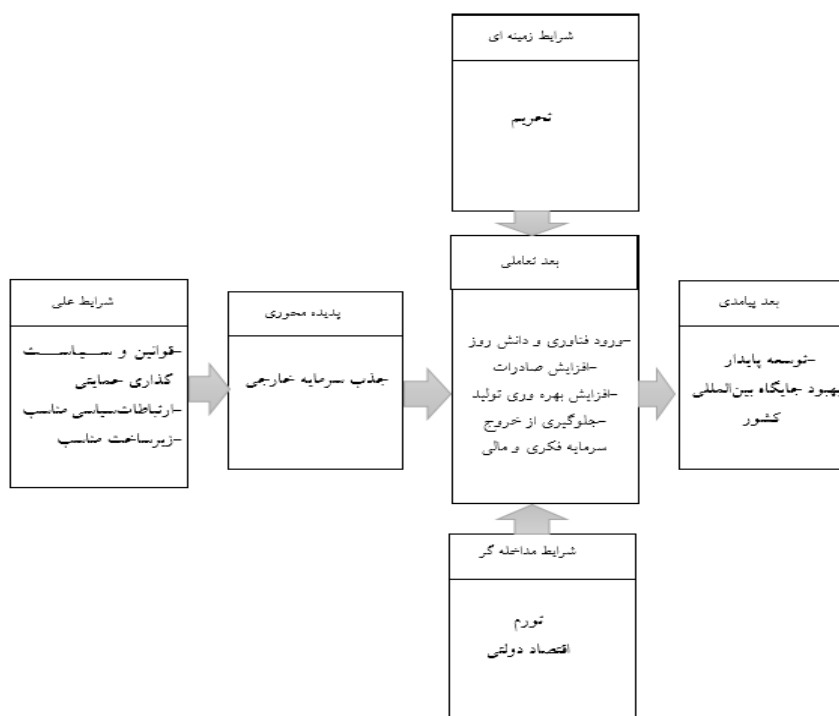 شرایط زمینه ای
تحریم
بعد تعاملی
-ورود فناوری و دانش روز
-افزایش صادرات
-افزایش بهره وری تولید
-جلوگیری از خروج
سرمایه فکری و مالی
شرایط علی
-قوانین و سیاست
گذاری حمایتی
-ارتباطات سیاسی مناسب
-زیرساخت مناسب
پدیده محوری
جذب سرمایه خارجی
بعد پیامدی
-توسعه پایدار
بهبود جایگاه بین‌المللی
کشور
شرایط مداخله گر
تورم
اقتصاد دولتی